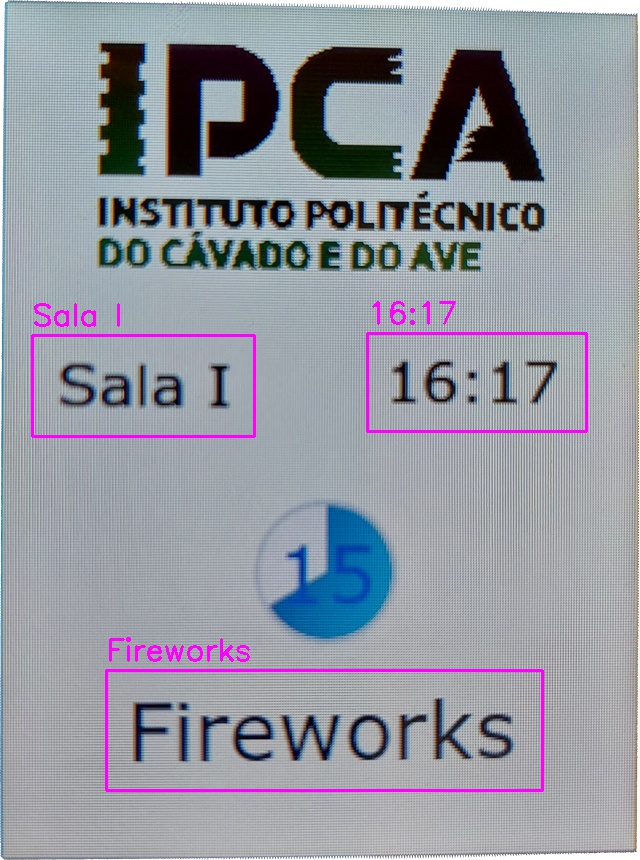 IPCA
INSTITUTO POLITÉCNICO
DO CÁVADO E DO AVE
Sala I 16:17
Sala I 16:17
15
Fireworks
Fireworks